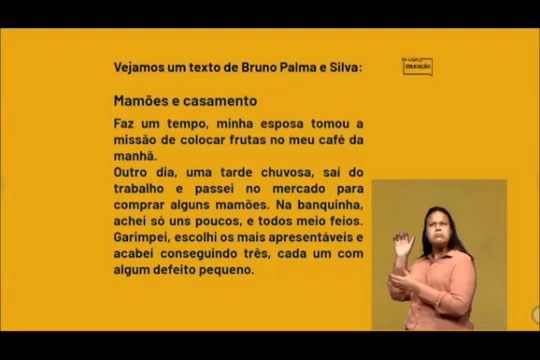 Vejamos um texto de Bruno Palma e Silva:
EDUCAÇÃO
Mamões e casamento
Faz um tempo, minha esposa tomou a
missão de colocar frutas no meu café da
manhã.
Outro dia, uma tarde chuvosa, saí do
trabalho e passei no mercado para
comprar alguns mamões. Na banquinha,
achei só uns poucos, e todos meio feios.
Garimpei, escolhi os mais apresentáveis e
acabei conseguindo três, cada um com
algum defeito pequeno.